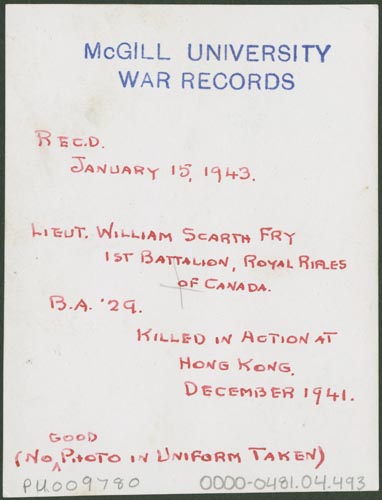 McGILL UNIVERSITY
WAR RECORDS
REC.D.
JANUARY 15, 1943.
LIEUT. WILLIAM SCARTH FRY
1ST BATTALION, ROYAL RIFLES
OF CANADA.
B.A. '29.
KILLED IN ACTION AT
HONG KONG.
DECEMBER 1941.
GOOD
(NO PHOTO IN UNIFORM TAKEN)
PU009780 0000-0481.04.493